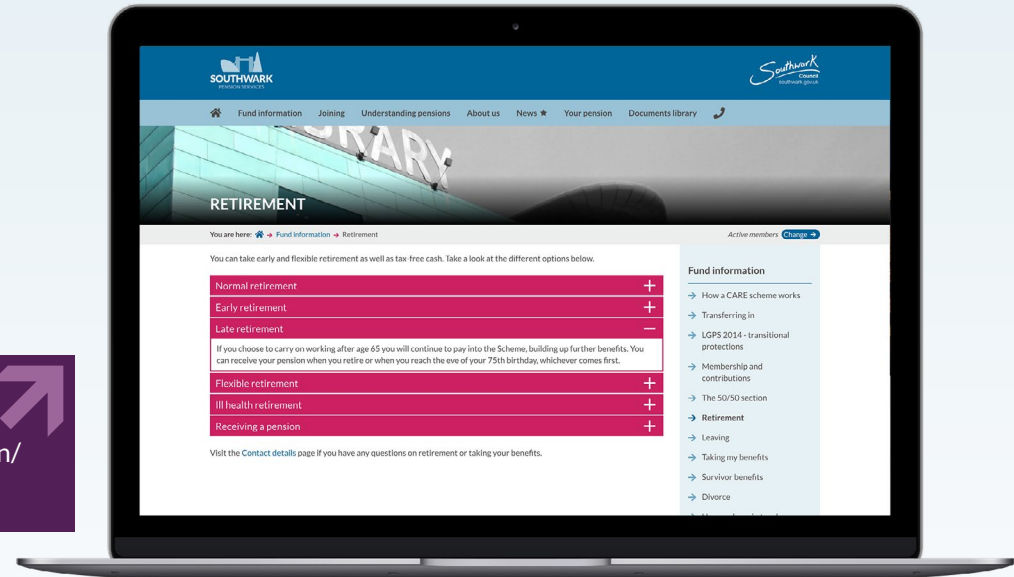 SOUTHWARK
PENSION SERVICES
Southwark
Council
southwark.gov.uk
Fund information Joining Understanding pensions About us News Your pension Documents library
RARY
RETIREMENT
You are here: → → Fund information → Retirement
Active members Change →
You can take early and flexible retirement as well as tax-free cash. Take a look at the different options below.
Normal retirement
Early retirement
Late retirement
If you choose to carry on working after age 65 you will continue to pay into the Scheme, building up further benefits. You
can receive your pension when you retire or when you reach the eve of your 75th birthday, whichever comes first.
Flexible retirement
Ill health retirement
Receiving a pension
Visit the Contact details page if you have any questions on retirement or taking your benefits.
Fund information
How a CARE scheme works
Transferring in
LGPS 2014 - transitional
protections
Membership and
contributions
The 50/50 section
Retirement
Leaving
Taking my benefits
Survivor benefits
Divorce
n/